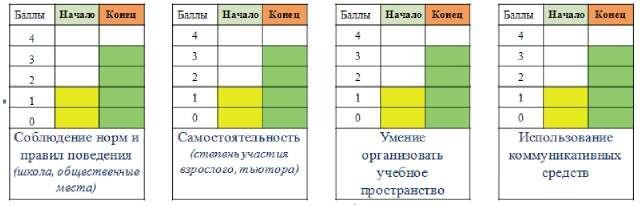 Баллы Начало Конец
4
3
2
1
0
Соблюдение норм и
правил поведения
(школа, общественные
места)
Баллы Начало Конец
4
3
2
1
0
Самостоятельность
(степень участия
взрослого, тьютора)
Баллы Начало Конец
4
3
2
1
0
Умение
организовать
учебное
пространство
Баллы Начало Конец
4
3
2
1
0
Использование
коммуникативных
средств